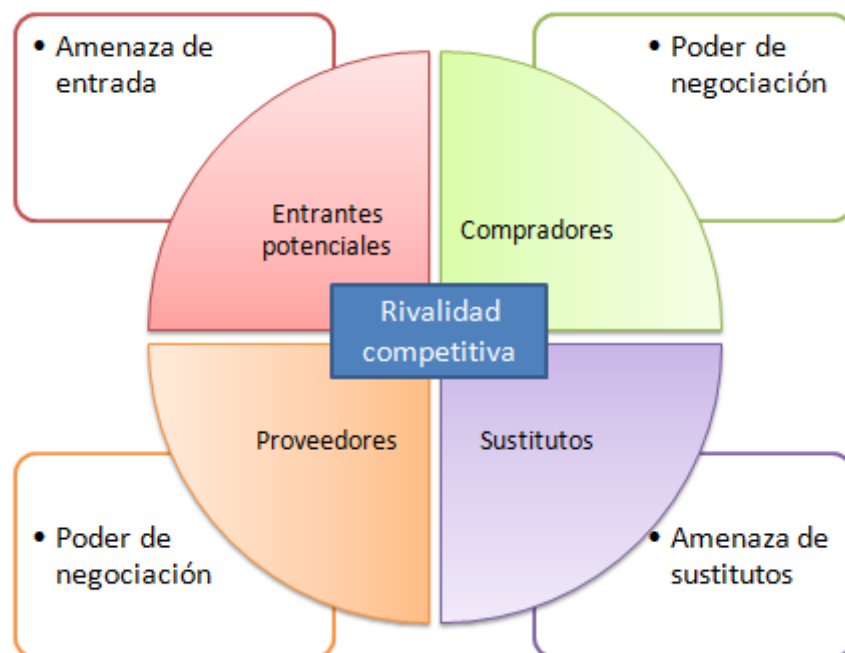 • Amenaza de
entrada
• Poder de
negociación
Entrantes
potenciales
Compradores
Rivalidad
competitiva
Proveedores
Sustitutos
• Poder de
negociación
• Amenaza de
sustitutos